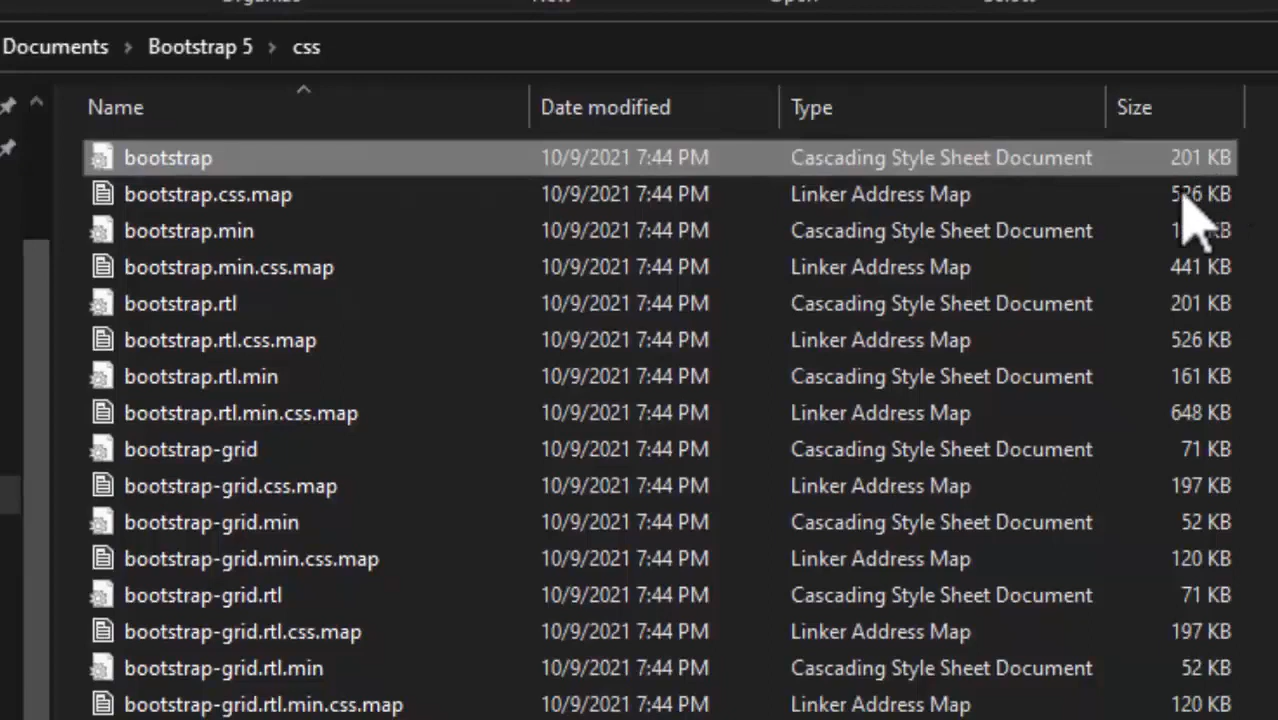 Documents > Bootstrap 5 > css
Name Date modified Type Size
bootstrap 10/9/2021 7:44 PM Cascading Style Sheet Document 201 KB
bootstrap.css.map 10/9/2021 7:44 PM Linker Address Map 526 KB
bootstrap.min 10/9/2021 7:44 PM Cascading Style Sheet Document KB
bootstrap.min.css.map 10/9/2021 7:44 PM Linker Address Map 441 KB
bootstrap.rtl 10/9/2021 7:44 PM Cascading Style Sheet Document 201 KB
bootstrap.rtl.css.map 10/9/2021 7:44 PM Linker Address Map 526 KB
bootstrap.rtl.min 10/9/2021 7:44 PM Cascading Style Sheet Document 161 KB
bootstrap.rtl.min.css.map 10/9/2021 7:44 PM Linker Address Map 648 KB
bootstrap-grid 10/9/2021 7:44 PM Cascading Style Sheet Document 71 KB
bootstrap-grid.css.map 10/9/2021 7:44 PM Linker Address Map 197 KB
bootstrap-grid.min 10/9/2021 7:44 PM Cascading Style Sheet Document 52 KB
bootstrap-grid.min.css.map 10/9/2021 7:44 PM Linker Address Map 120 KB
bootstrap-grid.rtl 10/9/2021 7:44 PM Cascading Style Sheet Document 71 KB
bootstrap-grid.rtl.css.map 10/9/2021 7:44 PM Linker Address Map 197 KB
bootstrap-grid.rtl.min 10/9/2021 7:44 PM Cascading Style Sheet Document 52 KB
bootstrap-grid.rtl.min.css.map 10/9/2021 7:44 PM Linker Address Map 120 KB